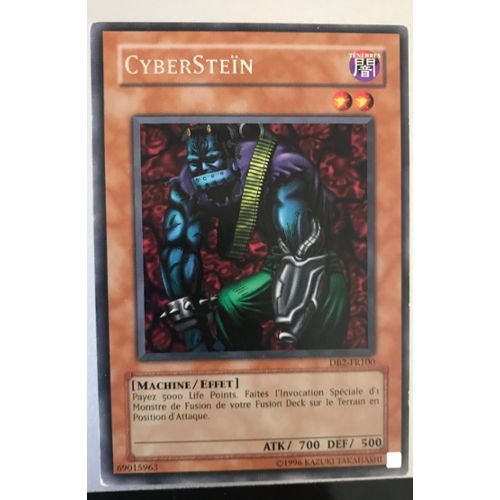 CyberSteïn
TÉNÈBRES
闇
DB2-FR100
[Machine/Effet]
Payez 5000 Life Points. Faites l'Invocation Spéciale d'1
Monstre de Fusion de votre Fusion Deck sur le Terrain en
Position d'Attaque.
ATK/ 700 DEF/ 500
69015963
©1996 KAZUKI TAKAHASHI